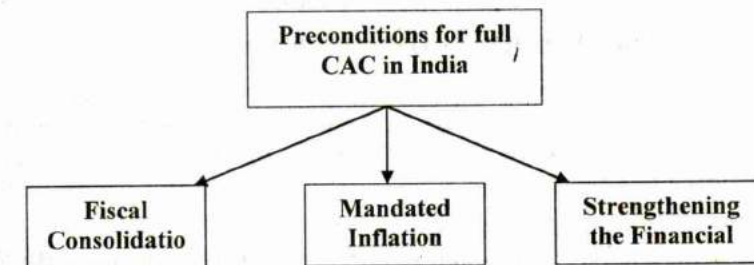 Preconditions for full
CAC in India
Fiscal
Consolidatio
Mandated
Inflation
Strengthening
the Financial